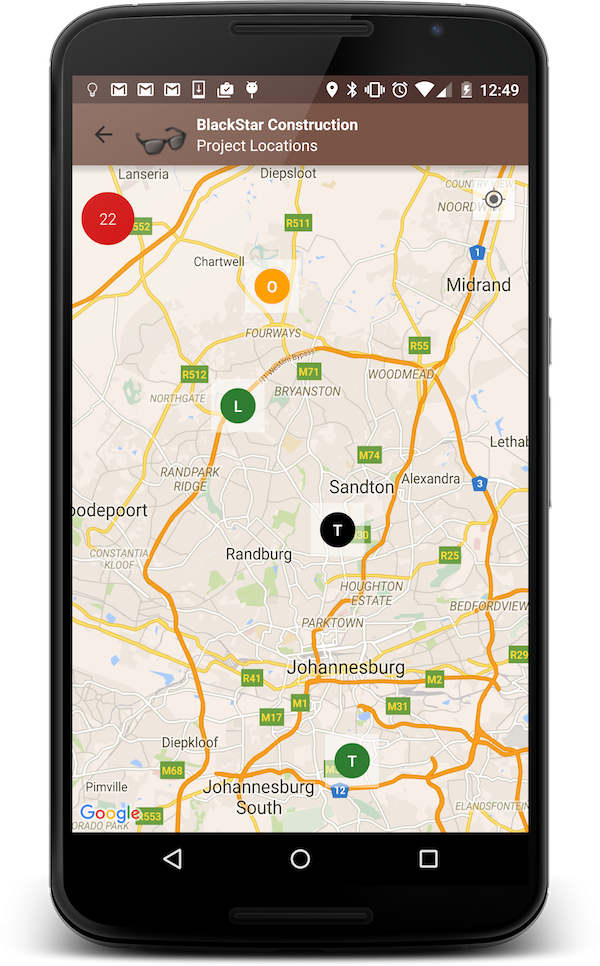 12:49
BlackStar Construction
Project Locations
Lanseria
Diepsloot
COUNTRY VIEW
22
552
R511
NOORDW
1
Chartwell
O
Midrand
FOURWAYS
R55
N1 Western Bypass
R512
M71
WOODMEAD
BRYANSTON
NORTHGATE
L
M74
Lethab
RANDPARK
RIDGE
Sandton
Alexandra
3
oodepoort
T
30
CONSTANTIA
KLOOF
Randburg
R25
HOUGHTON
ESTATE
BEDFORDVIEW
PARKTOWN
Johannesburg
R29
R41
M2
M1
M31
M17
Diepkloof
M68
T
Pimville
Johannesburg
South
12
ELANDSFONTEIN
Google
R553
ORADO PARK